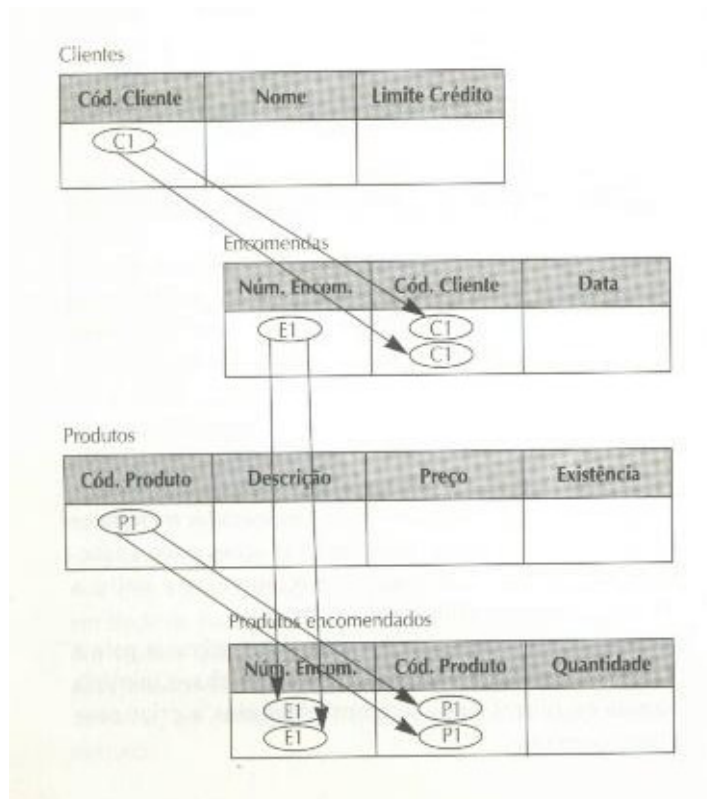 Clientes
Cód. Cliente Nome Limite Crédito
C1
Encomendas
Núm. Encom. Cód. Cliente Data
E1 C1
C1
Produtos
Cód. Produto Descrição Preço Existência
P1
Produtos encomendados
Núm. Encom. Cód. Produto Quantidade
E1 P1
E1 P1